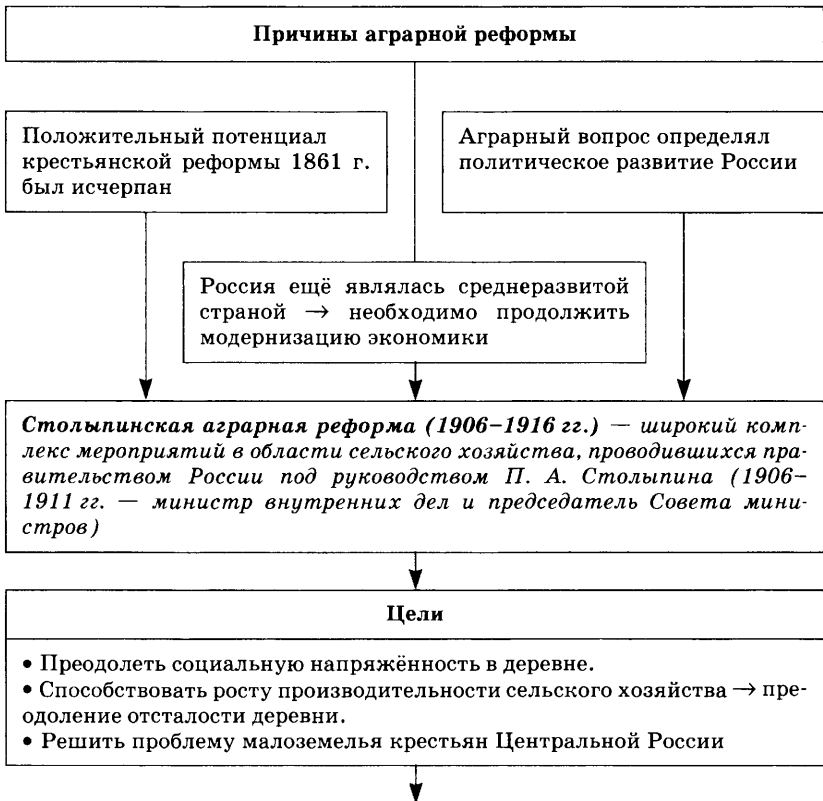 Причины аграрной реформы
Положительный потенциал
крестьянской реформы 1861 г.
был исчерпан
Аграрный вопрос определял
политическое развитие России
Россия ещё являлась среднеразвитой
страной → необходимо продолжить
модернизацию экономики
Столыпинская аграрная реформа (1906–1916 гг.) — широкий комп-
лекс мероприятий в области сельского хозяйства, проводившихся пра-
вительством России под руководством П. А. Столыпина (1906–
1911 гг. — министр внутренних дел и председатель Совета мини-
стров)
Цели
• Преодолеть социальную напряжённость в деревне.
• Способствовать росту производительности сельского хозяйства → пре-
одоление отсталости деревни.
• Решить проблему малоземелья крестьян Центральной России